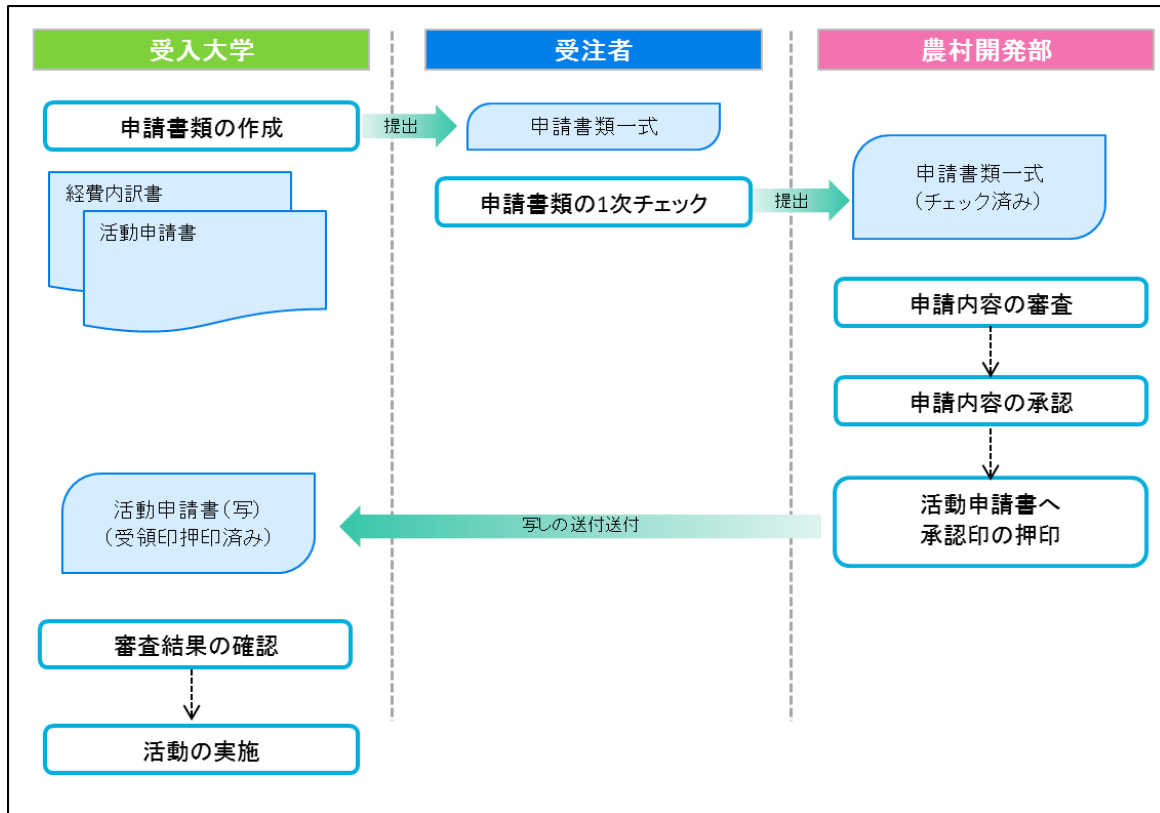 受入大学
受注者
農村開発部
申請書類の作成
提出
申請書類一式
経費内訳書
活動申請書
申請書類の1次チェック
提出
申請書類一式
(チェック済み)
申請内容の審査
申請内容の承認
活動申請書へ
承認印の押印
写しの送付送付
活動申請書(写)
(受領印押印済み)
審査結果の確認
活動の実施